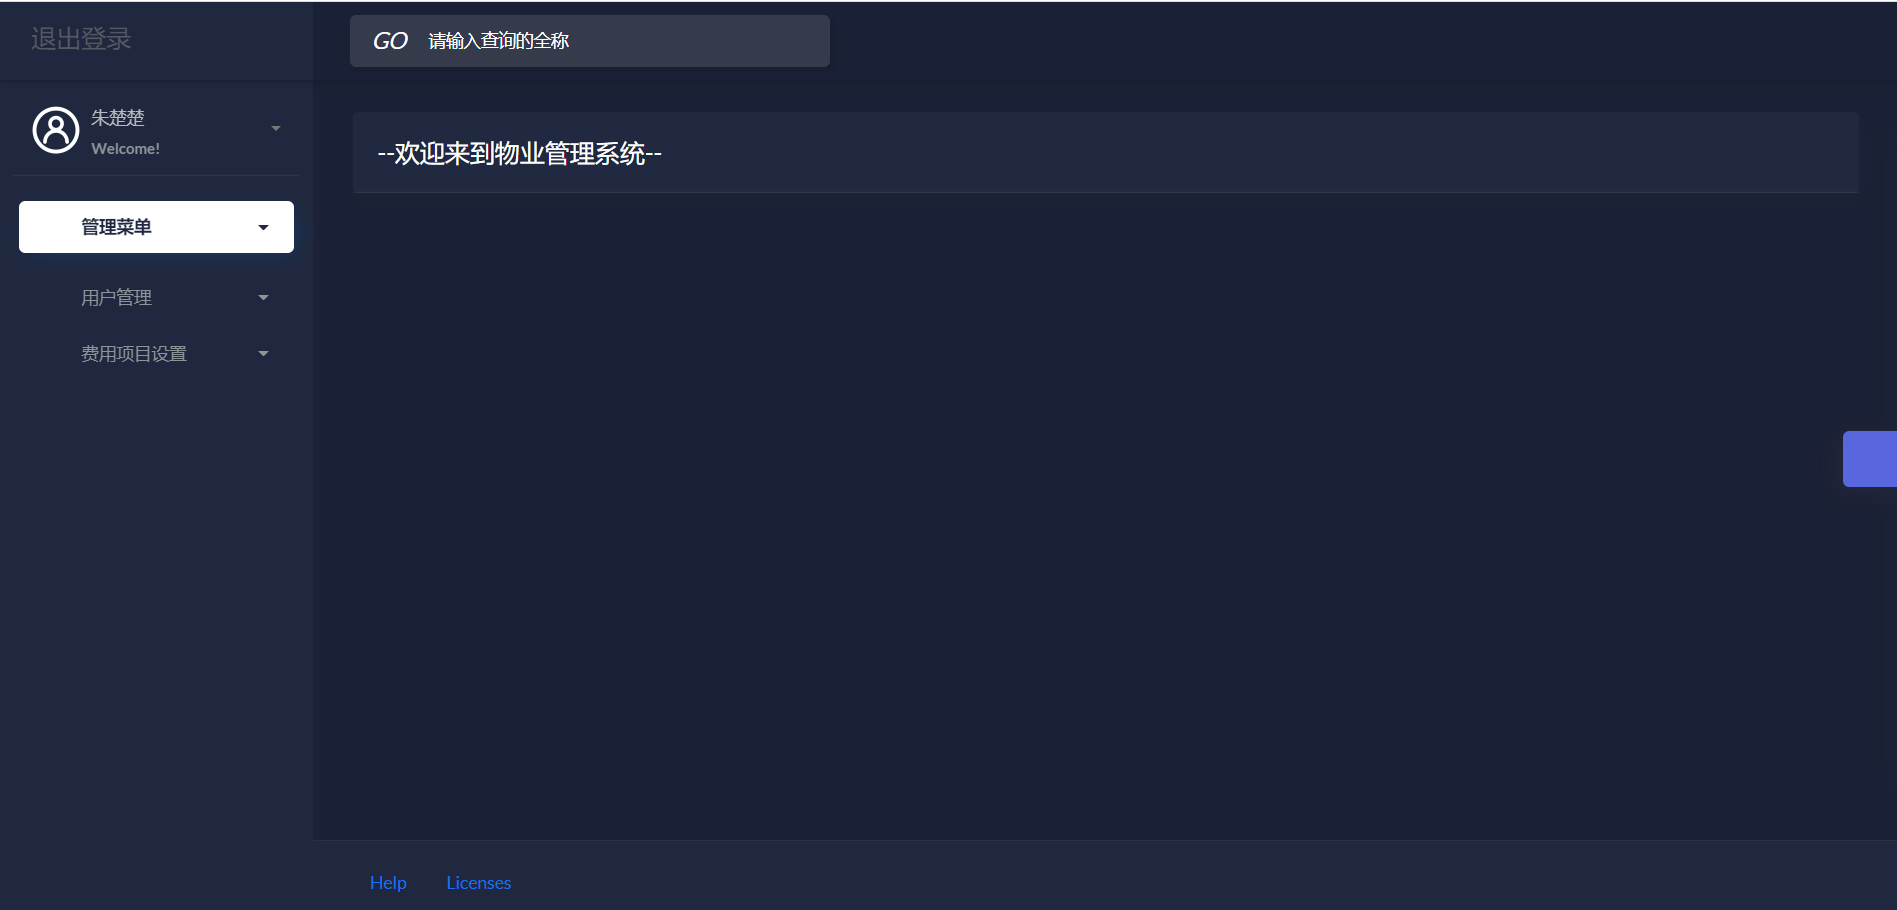 退出登录
GO 请输入查询的全称
朱楚楚
Welcome!
--欢迎来到物业管理系统--
管理菜单
用户管理
费用项目设置
Help Licenses